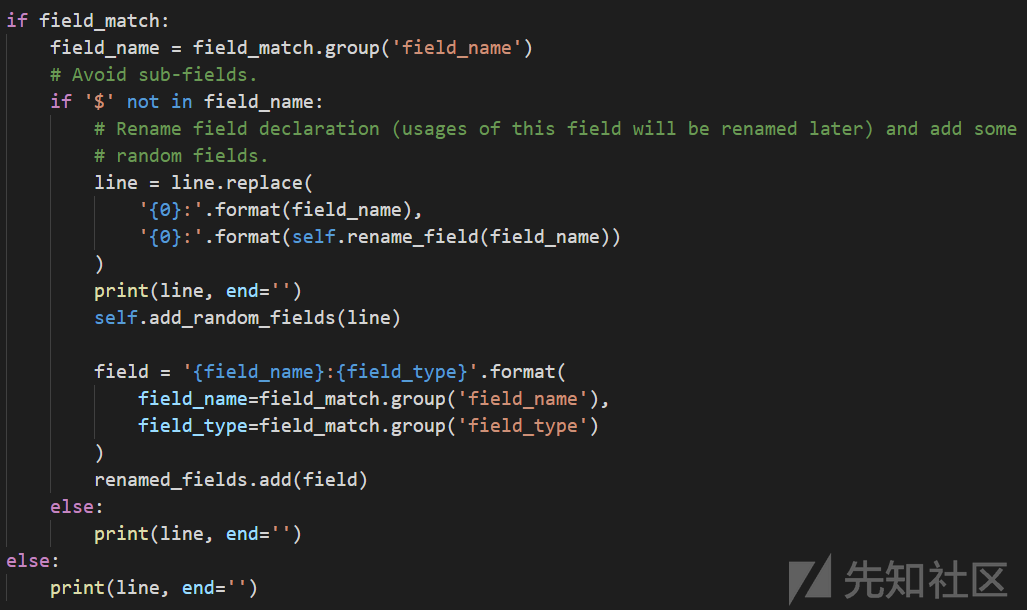 if field_match:
    field_name = field_match.group('field_name')
    # Avoid sub-fields.
    if '$' not in field_name:
        # Rename field declaration (usages of this field will be renamed later) and add some
        # random fields.
        line = line.replace(
            '{0}:'.format(field_name),
            '{0}:'.format(self.rename_field(field_name))
        )
        print(line, end='')
        self.add_random_fields(line)

        field = '{field_name}:{field_type}'.format(
            field_name=field_match.group('field_name'),
            field_type=field_match.group('field_type')
        )
        renamed_fields.add(field)
    else:
        print(line, end='')
else:
    print(line, end='')
先知社区